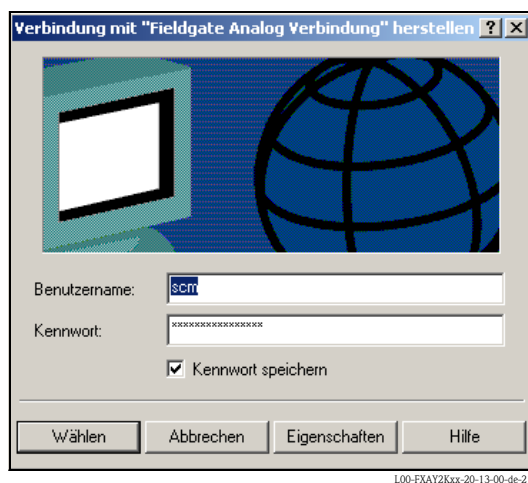 Verbindung mit "Fieldgate Analog Verbindung" herstellen
Benutzername: scm
Kennwort: ****************
Kennwort speichern
Wählen Abbrechen Eigenschaften Hilfe
L00-FXAY2Kxx-20-13-00-de-2